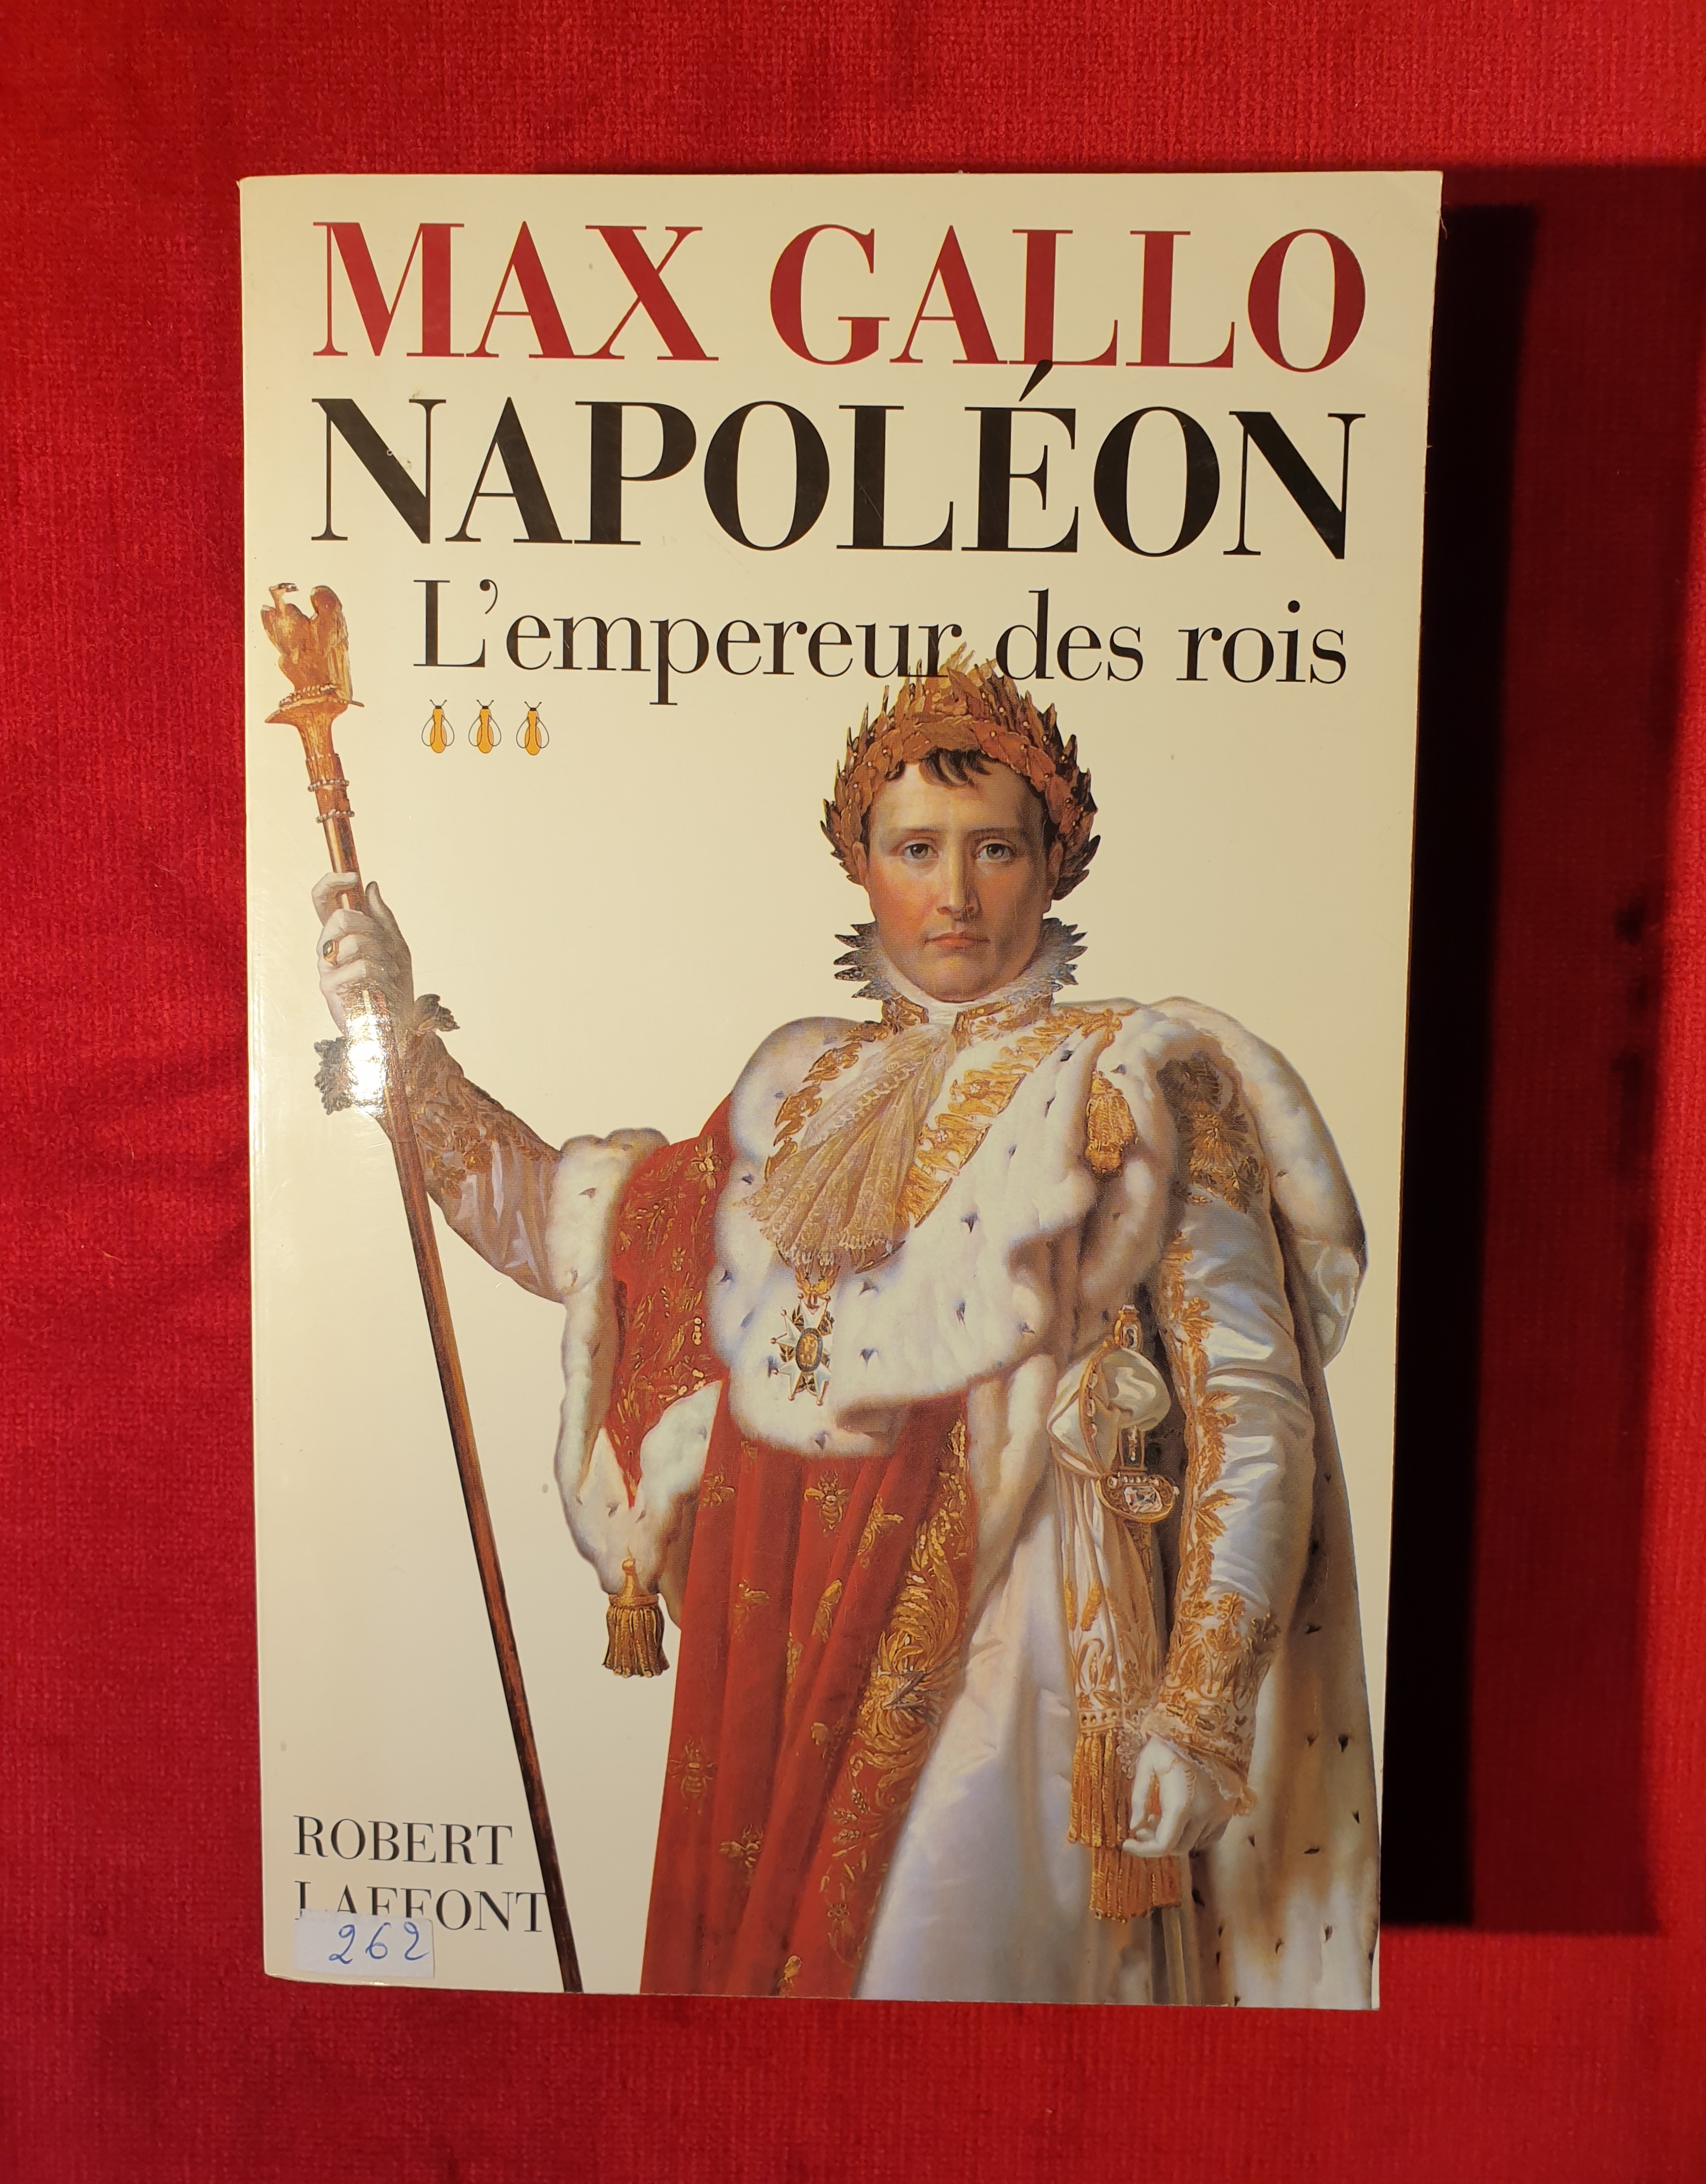 MAX GALLO
NAPOLÉON
L'empereur des rois
ROBERT
LAFFONT
262